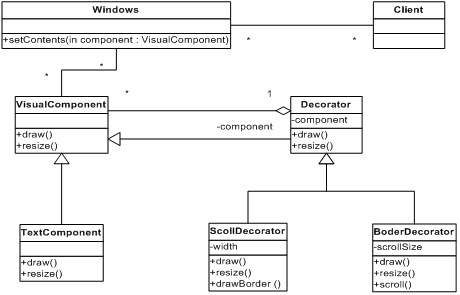 Windows
Client
+setContents(in component : VisualComponent)
*
*
*
*
VisualComponent
*
1
Decorator
-component
-component
+draw()
+resize()
+draw()
+resize()
TextComponent
+draw()
+resize()
ScollDecorator
-width
+draw()
+resize()
+drawBorder ()
BoderDecorator
-scrollSize
+draw()
+resize()
+scroll()